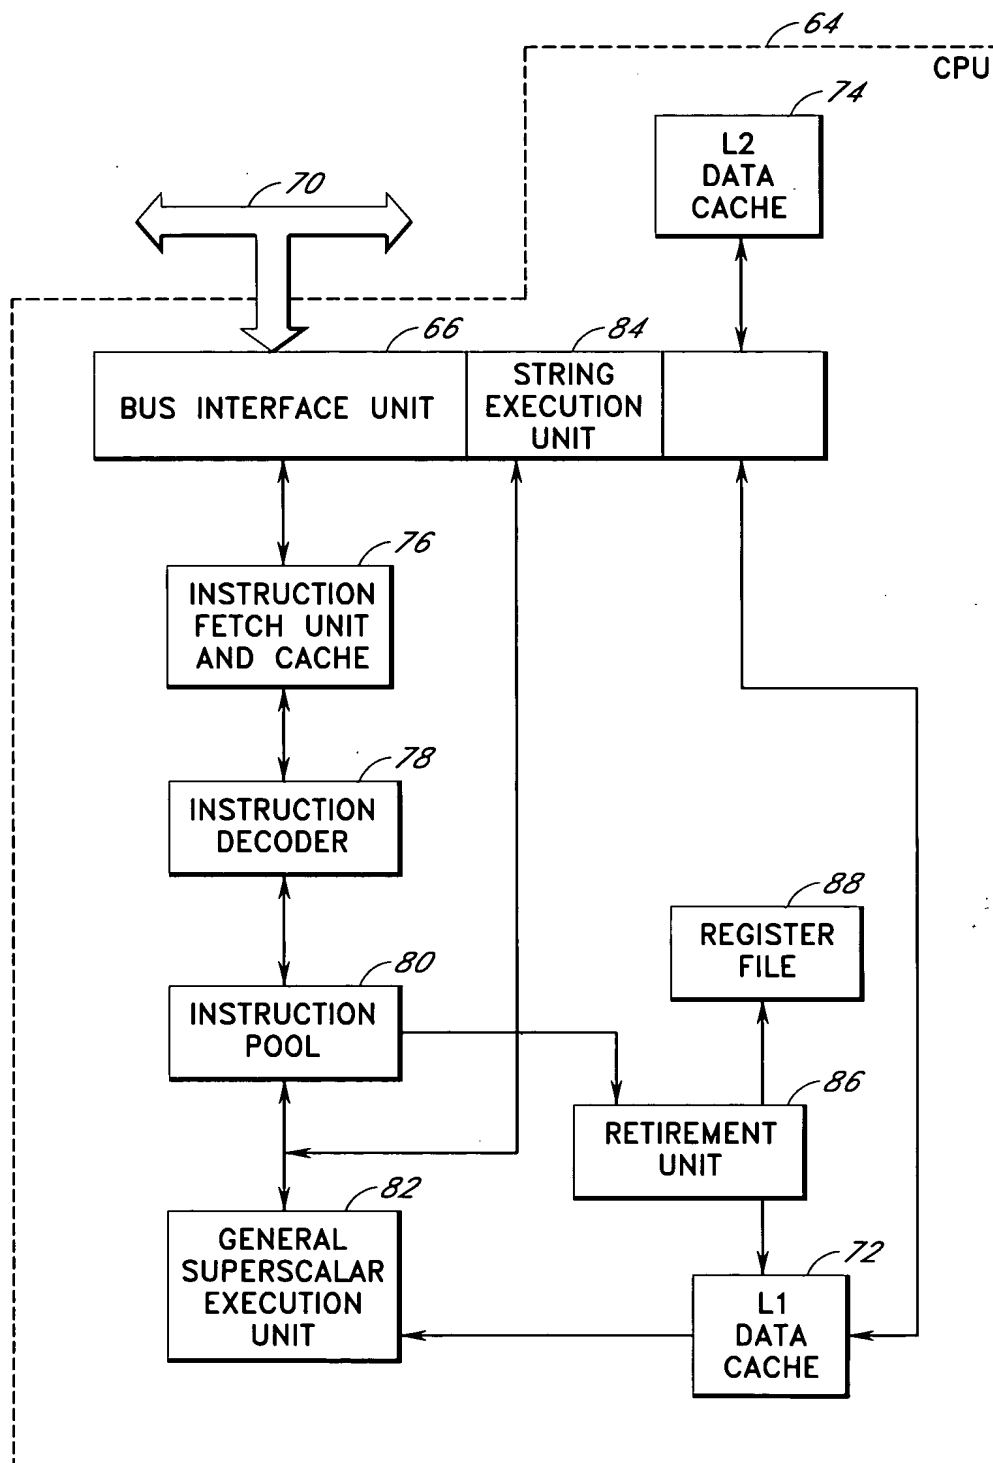 64
CPU
74
L2
DATA
CACHE
70
66
84
BUS INTERFACE UNIT
STRING
EXECUTION
UNIT
76
INSTRUCTION
FETCH UNIT
AND CACHE
78
INSTRUCTION
DECODER
88
REGISTER
FILE
80
INSTRUCTION
POOL
86
RETIREMENT
UNIT
82
GENERAL
SUPERSCALAR
EXECUTION
UNIT
72
L1
DATA
CACHE